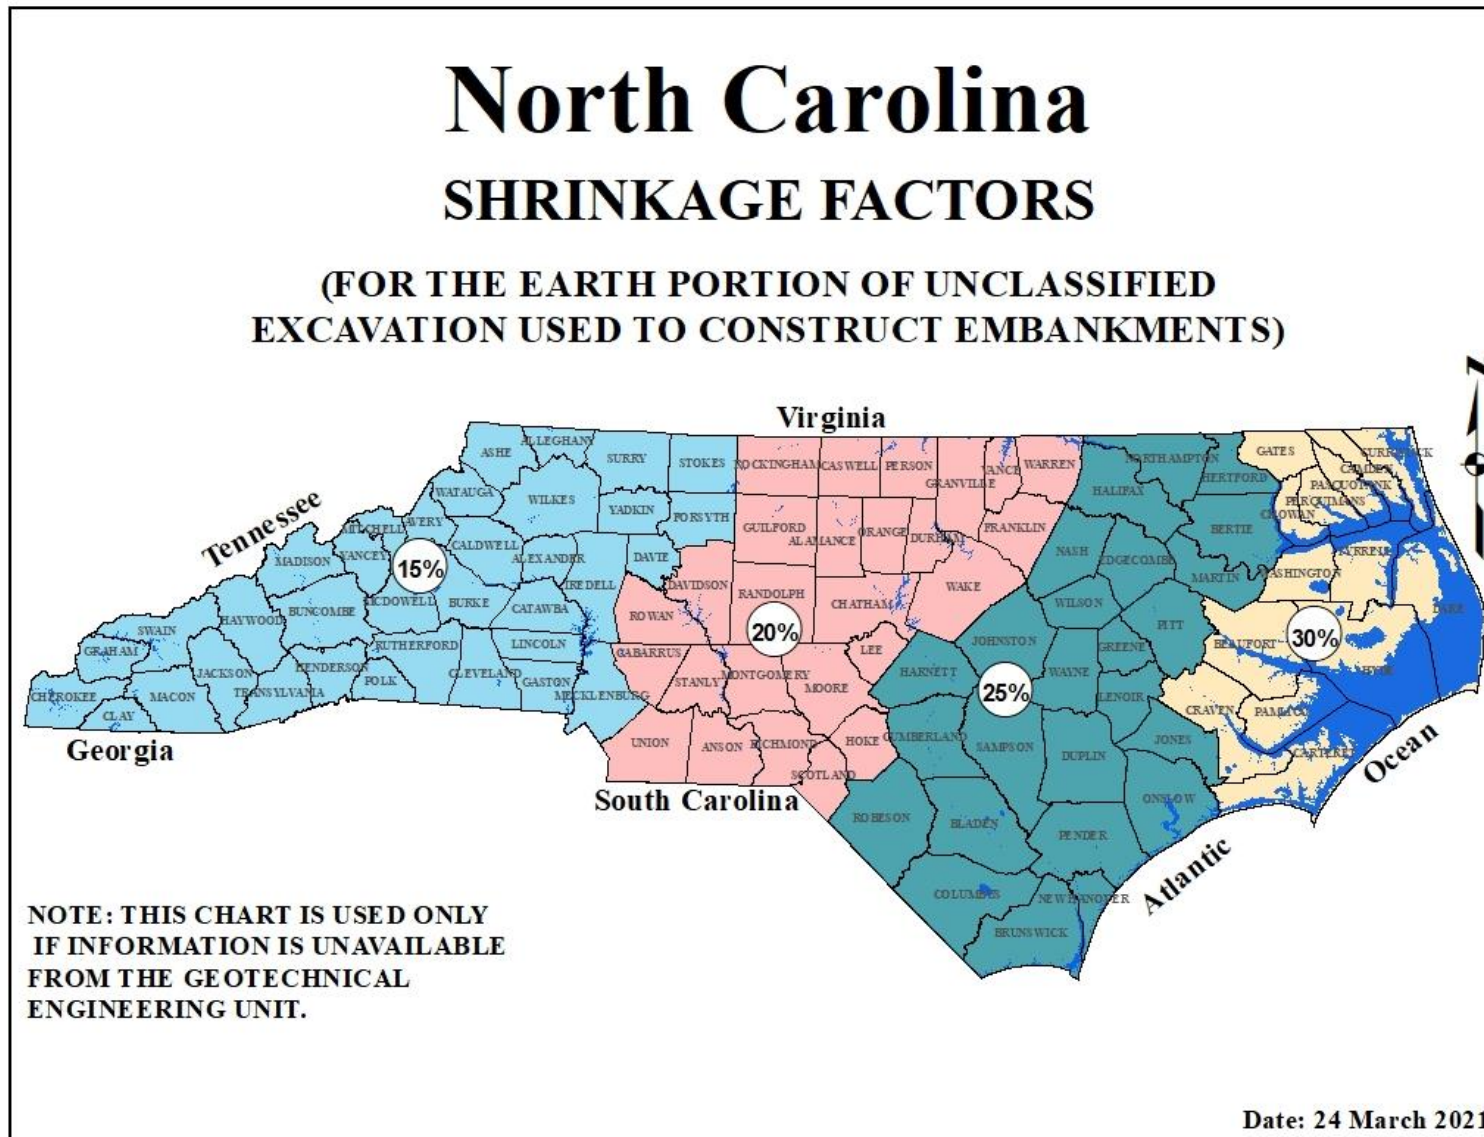 North Carolina
SHRINKAGE FACTORS
(FOR THE EARTH PORTION OF UNCLASSIFIED
EXCAVATION USED TO CONSTRUCT EMBANKMENTS)
Virginia
Tennessee
Georgia
South Carolina
Atlantic
Ocean
15%
20%
25%
30%
ASHE
ALLEGHANY
SURRY
STOKES
ROCKINGHAM
CASWELL
PERSON
GRANVILLE
VANCE
WARREN
NORTHAMPTON
HERTFORD
GATES
CURRITUCK
CAMDEN
PASQUOTANK
PERQUIMANS
CHOWAN
HALIFAX
BERTIE
WATAUGA
WILKES
YADKIN
FORSYTH
GUILFORD
ALAMANCE
ORANGE
DURHAM
FRANKLIN
MITCHELL
AVERY
CALDWELL
ALEXANDER
DAVIE
NASH
EDGECOMBE
MARTIN
WASHINGTON
TYRRELL
DARE
MADISON
YANCEY
IREDELL
DAVIDSON
RANDOLPH
CHATHAM
WAKE
WILSON
PITT
BEAUFORT
HYDE
HAYWOOD
BUNCOMBE
MCDOWELL
BURKE
CATAWBA
ROWAN
SWAIN
GRAHAM
RUTHERFORD
LINCOLN
CABARRUS
LEE
JOHNSTON
WAYNE
GREENE
JACKSON
HENDERSON
POLK
CLEVELAND
GASTON
STANLY
MONTGOMERY
MOORE
HARNETT
LENOIR
CRAVEN
PAMLICO
CHEROKEE
MACON
TRANSYLVANIA
MECKLENBURG
CLAY
UNION
ANSON
RICHMOND
HOKE
CUMBERLAND
SAMPSON
DUPLIN
JONES
CARTERET
SCOTLAND
ROBESON
BLADEN
PENDER
ONSLOW
COLUMBUS
NEW HANOVER
BRUNSWICK
NOTE: THIS CHART IS USED ONLY
IF INFORMATION IS UNAVAILABLE
FROM THE GEOTECHNICAL
ENGINEERING UNIT.
Date: 24 March 2021